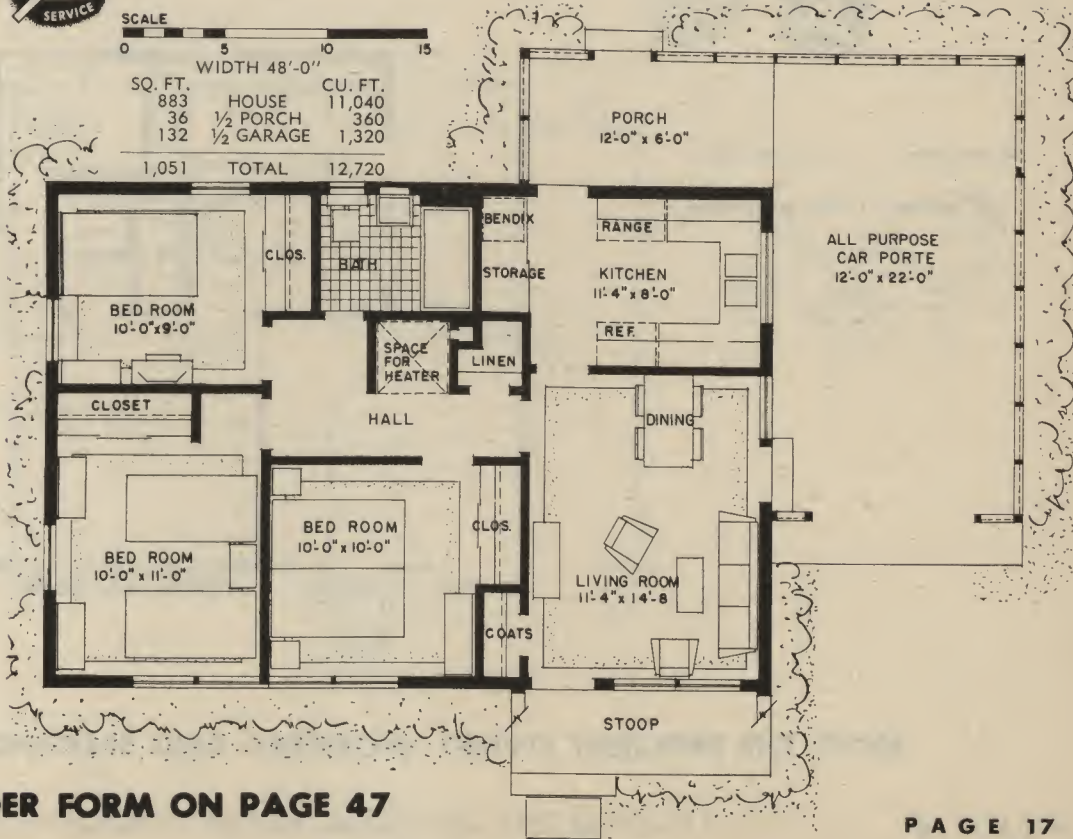 SERVICE
SCALE
0 5 10 15
WIDTH 48'-0"
SQ. FT. CU. FT.
883 HOUSE 11,040
36 ½ PORCH 360
132 ½ GARAGE 1,320
1,051 TOTAL 12,720
PORCH
12'-0" x 6'-0"
BENDIX
RANGE
CLOS.
BATH
STORAGE
KITCHEN
11'-4" x 8'-0"
ALL PURPOSE
CAR PORTE
12'-0" x 22'-0"
BED ROOM
10'-0" x 9'-0"
REF.
SPACE
FOR
HEATER
LINEN
CLOSET
HALL
DINING
BED ROOM
10'-0" x 10'-0"
CLOS.
BED ROOM
10'-0" x 11'-0"
LIVING ROOM
11'-4" x 14'-8
COATS
STOOP
ER FORM ON PAGE 47
PAGE 17